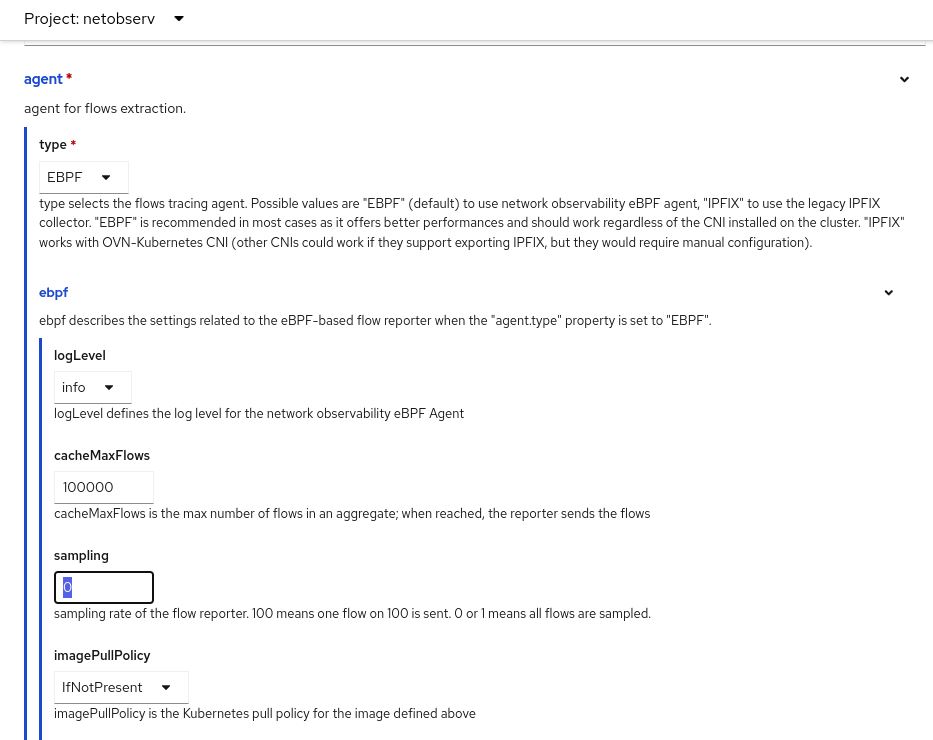 Project: netobserv
agent *
agent for flows extraction.
type *
EBPF
type selects the flows tracing agent. Possible values are "EBPF" (default) to use network observability eBPF agent, "IPFIX" to use the legacy IPFIX
collector. "EBPF" is recommended in most cases as it offers better performances and should work regardless of the CNI installed on the cluster. "IPFIX"
works with OVN-Kubernetes CNI (other CNIs could work if they support exporting IPFIX, but they would require manual configuration).
ebpf
ebpf describes the settings related to the eBPF-based flow reporter when the "agent.type" property is set to "EBPF".
logLevel
info
logLevel defines the log level for the network observability eBPF Agent
cacheMaxFlows
100000
cacheMaxFlows is the max number of flows in an aggregate; when reached, the reporter sends the flows
sampling
0
sampling rate of the flow reporter. 100 means one flow on 100 is sent. 0 or 1 means all flows are sampled.
imagePullPolicy
IfNotPresent
imagePullPolicy is the Kubernetes pull policy for the image defined above